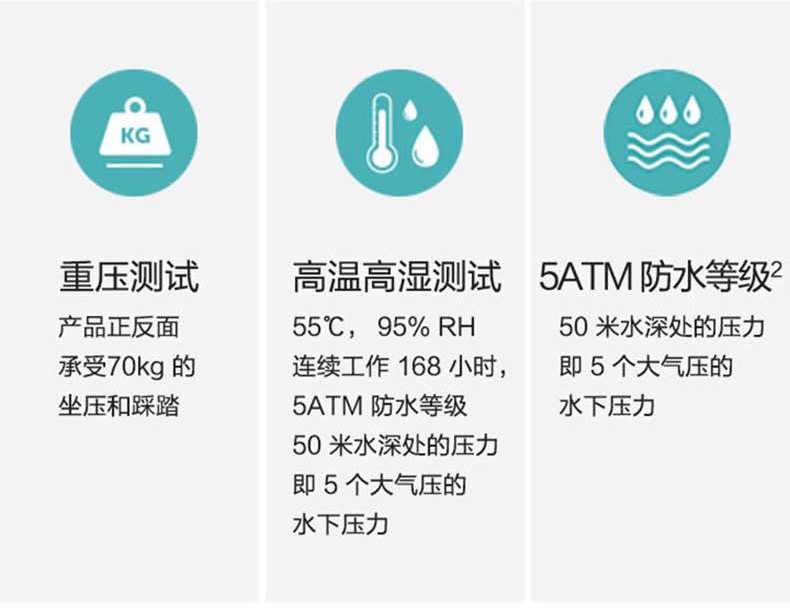 KG
重压测试
产品正反面
承受70kg 的
坐压和踩踏
高温高湿测试
55℃， 95% RH
连续工作 168 小时，
5ATM 防水等级
50 米水深处的压力
即 5 个大气压的
水下压力
5ATM 防水等级²
50 米水深处的压力
即 5 个大气压的
水下压力